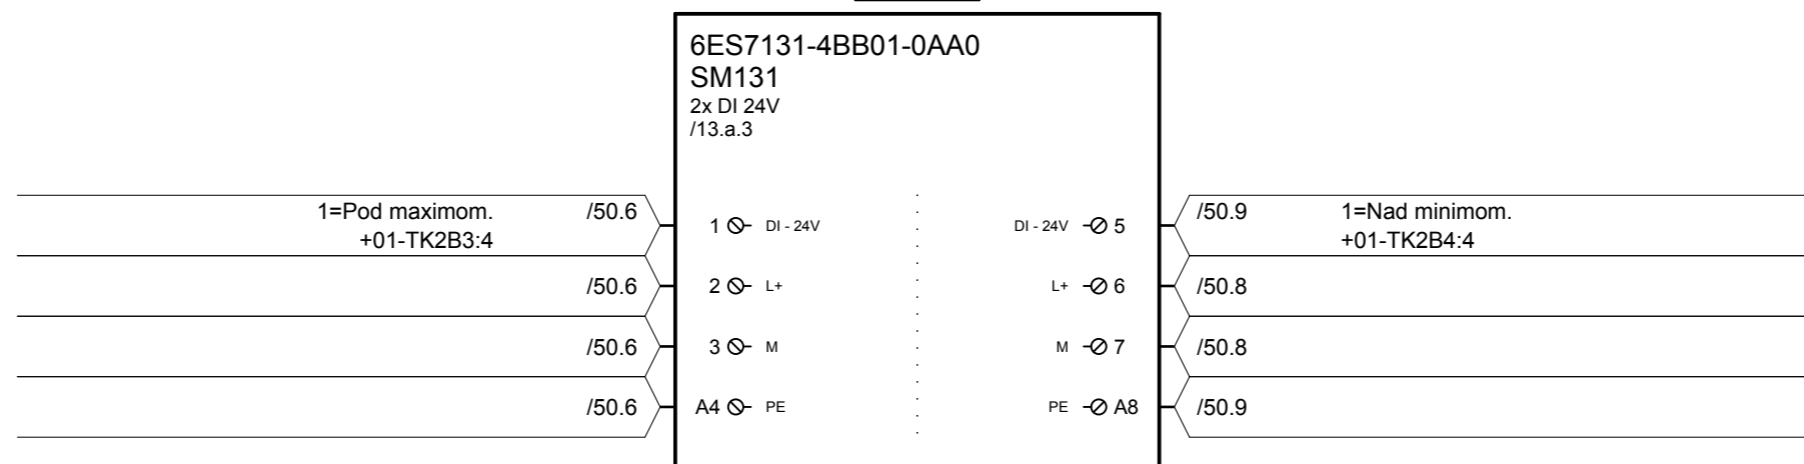 6ES7131-4BB01-0AA0
SM131
2x DI 24V
/13.a.3
1=Pod maximom. /50.6 1 DI - 24V DI - 24V 5 /50.9 1=Nad minimom.
+01-TK2B3:4 +01-TK2B4:4
/50.6 2 L+ L+ 6 /50.8
/50.6 3 M M 7 /50.8
/50.6 A4 PE PE A8 /50.9